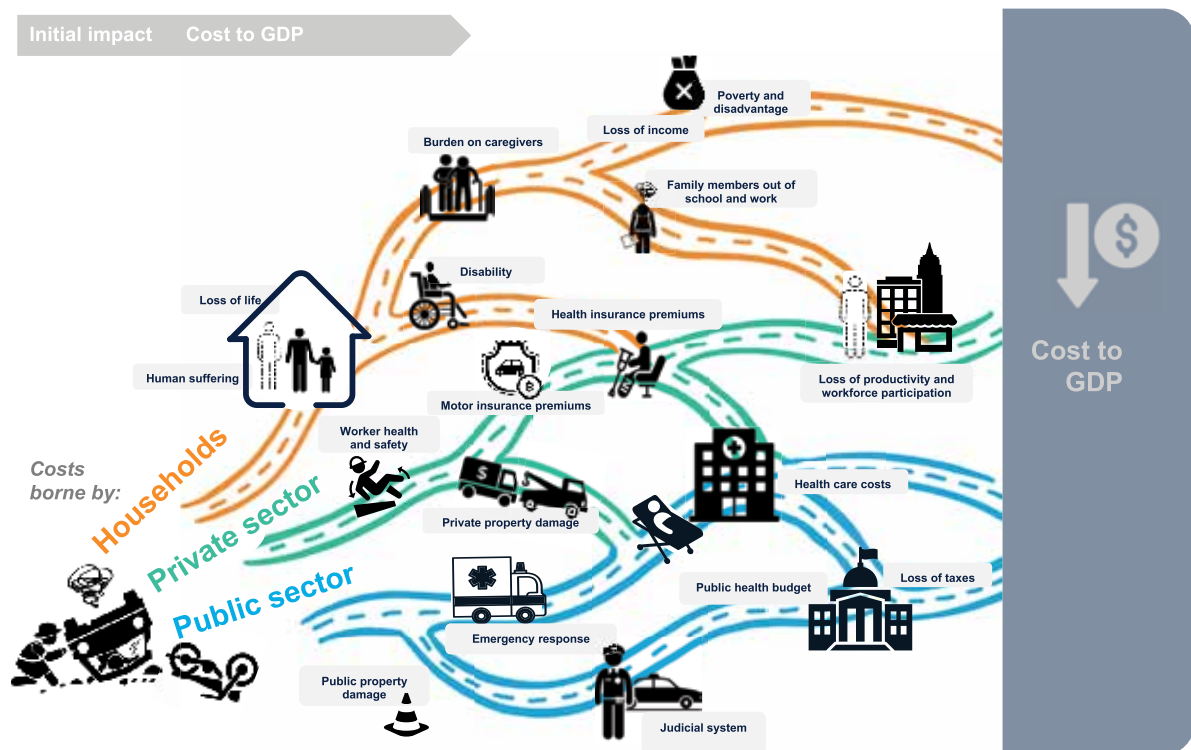 Initial impact
Cost to GDP
Poverty and
disadvantage
Loss of income
Burden on caregivers
Family members out of
school and work
Disability
Loss of life
Health insurance premiums
Cost to
GDP
Human suffering
Loss of productivity and
workforce participation
Motor insurance premiums
Worker health
and safety
Costs
borne by:
Households
Private sector
Public sector
Health care costs
Private property damage
Public health budget
Loss of taxes
Emergency response
Public property
damage
Judicial system
$
$